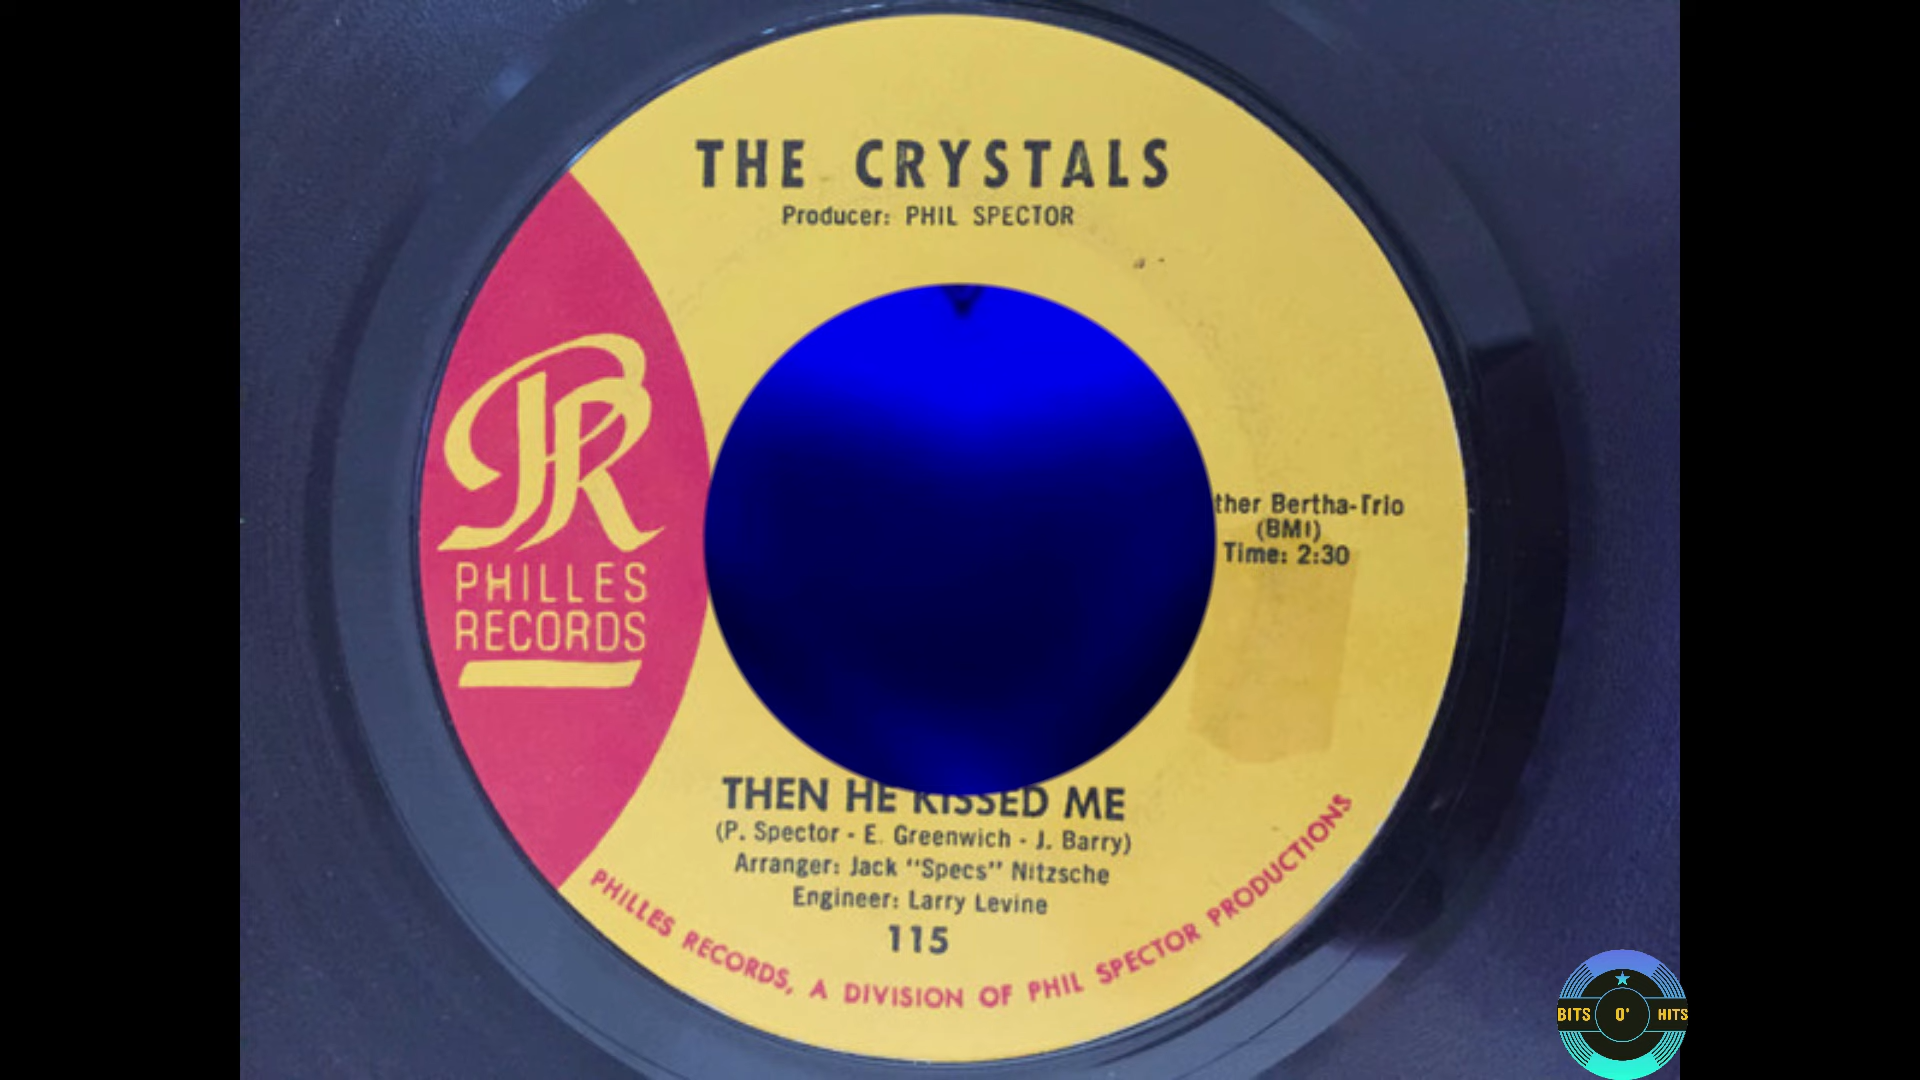 THE CRYSTALS
Producer: PHIL SPECTOR
PR
PHILLES
RECORDS
ther Bertha-Trio
(BMI)
Time: 2:30
THEN HE KISSED ME
(P. Spector - E. Greenwich - J. Barry)
Arranger: Jack "Specs" Nitzsche
Engineer: Larry Levine
115
PHILLES RECORDS, A DIVISION OF PHIL SPECTOR PRODUCTIONS
BITS O' HITS